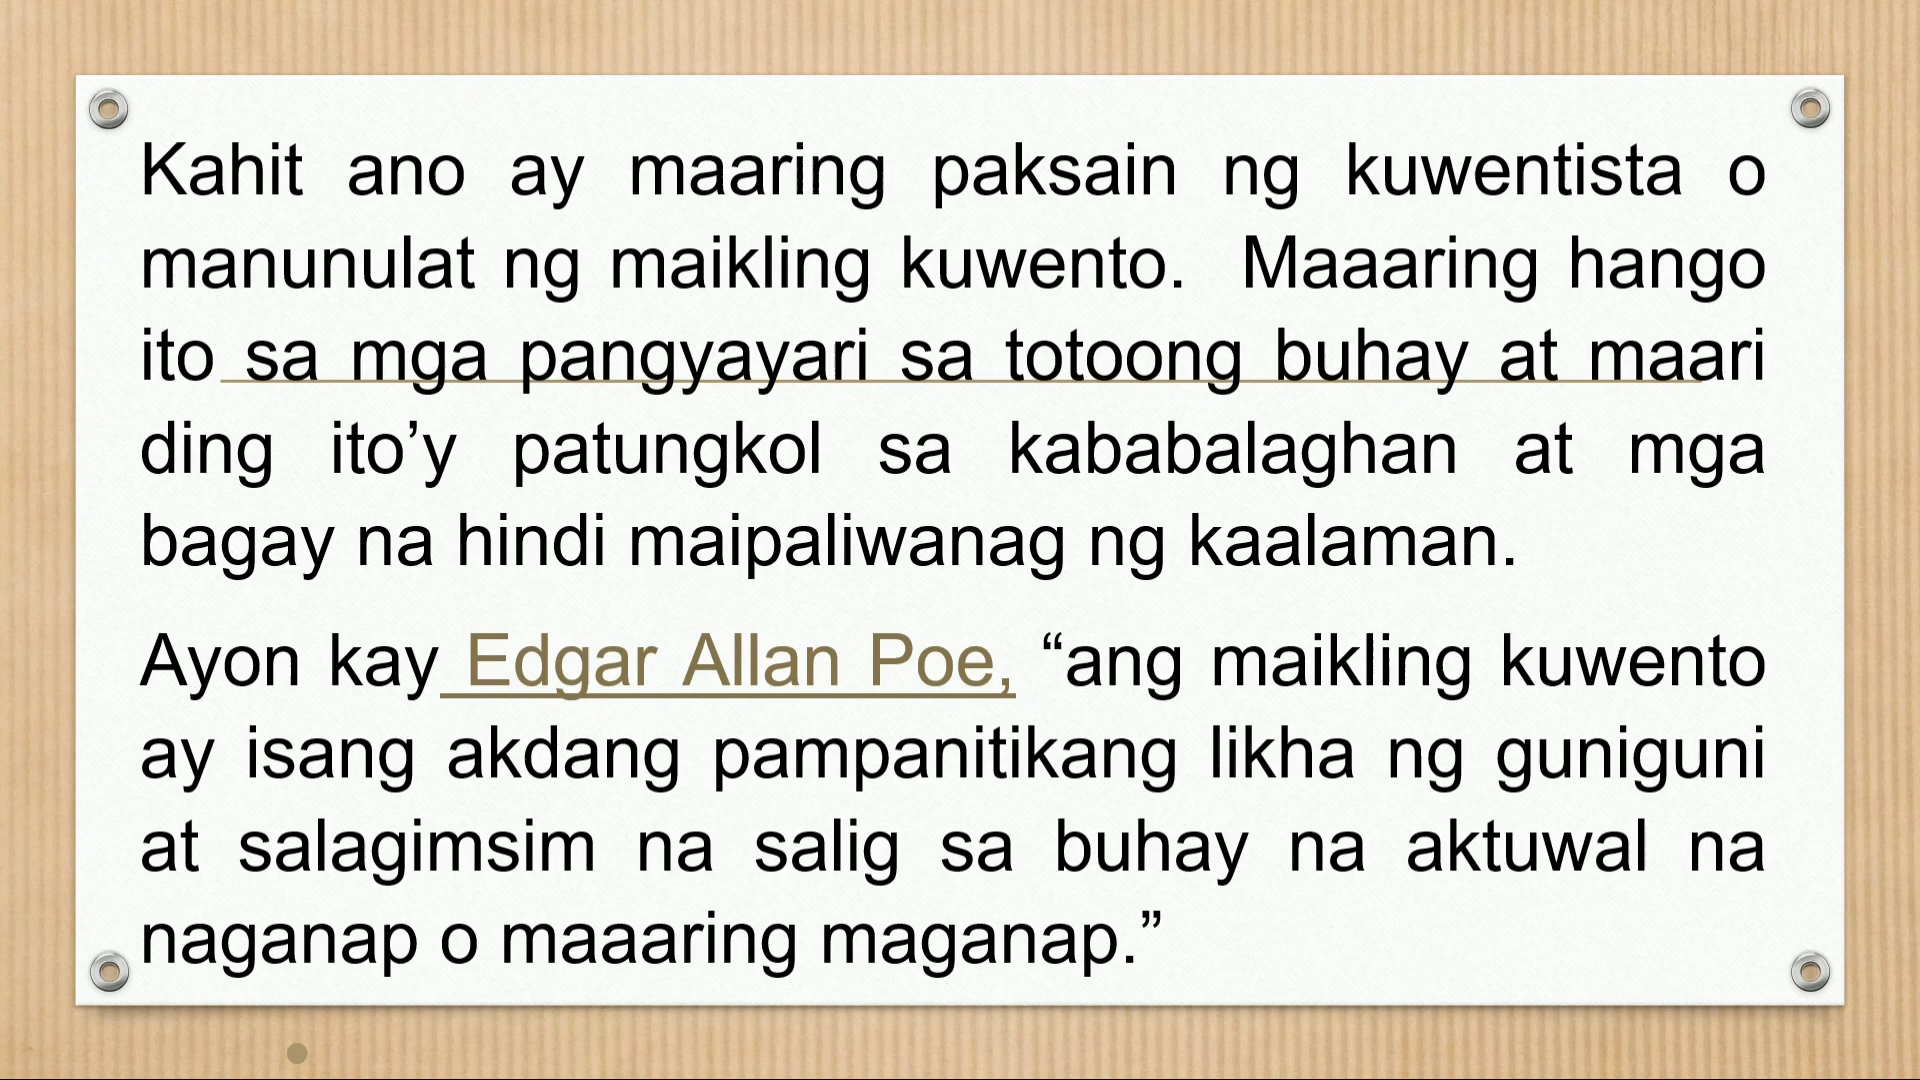 Kahit ano ay maaring paksain ng kuwentista o
manunulat ng maikling kuwento. Maaaring hango
ito sa mga pangyayari sa totoong buhay at maari
ding ito’y patungkol sa kababalaghan at mga
bagay na hindi maipaliwanag ng kaalaman.
Ayon kay Edgar Allan Poe, “ang maikling kuwento
ay isang akdang pampanitikang likha ng guniguni
at salagimsim na salig sa buhay na aktuwal na
naganap o maaaring maganap.”